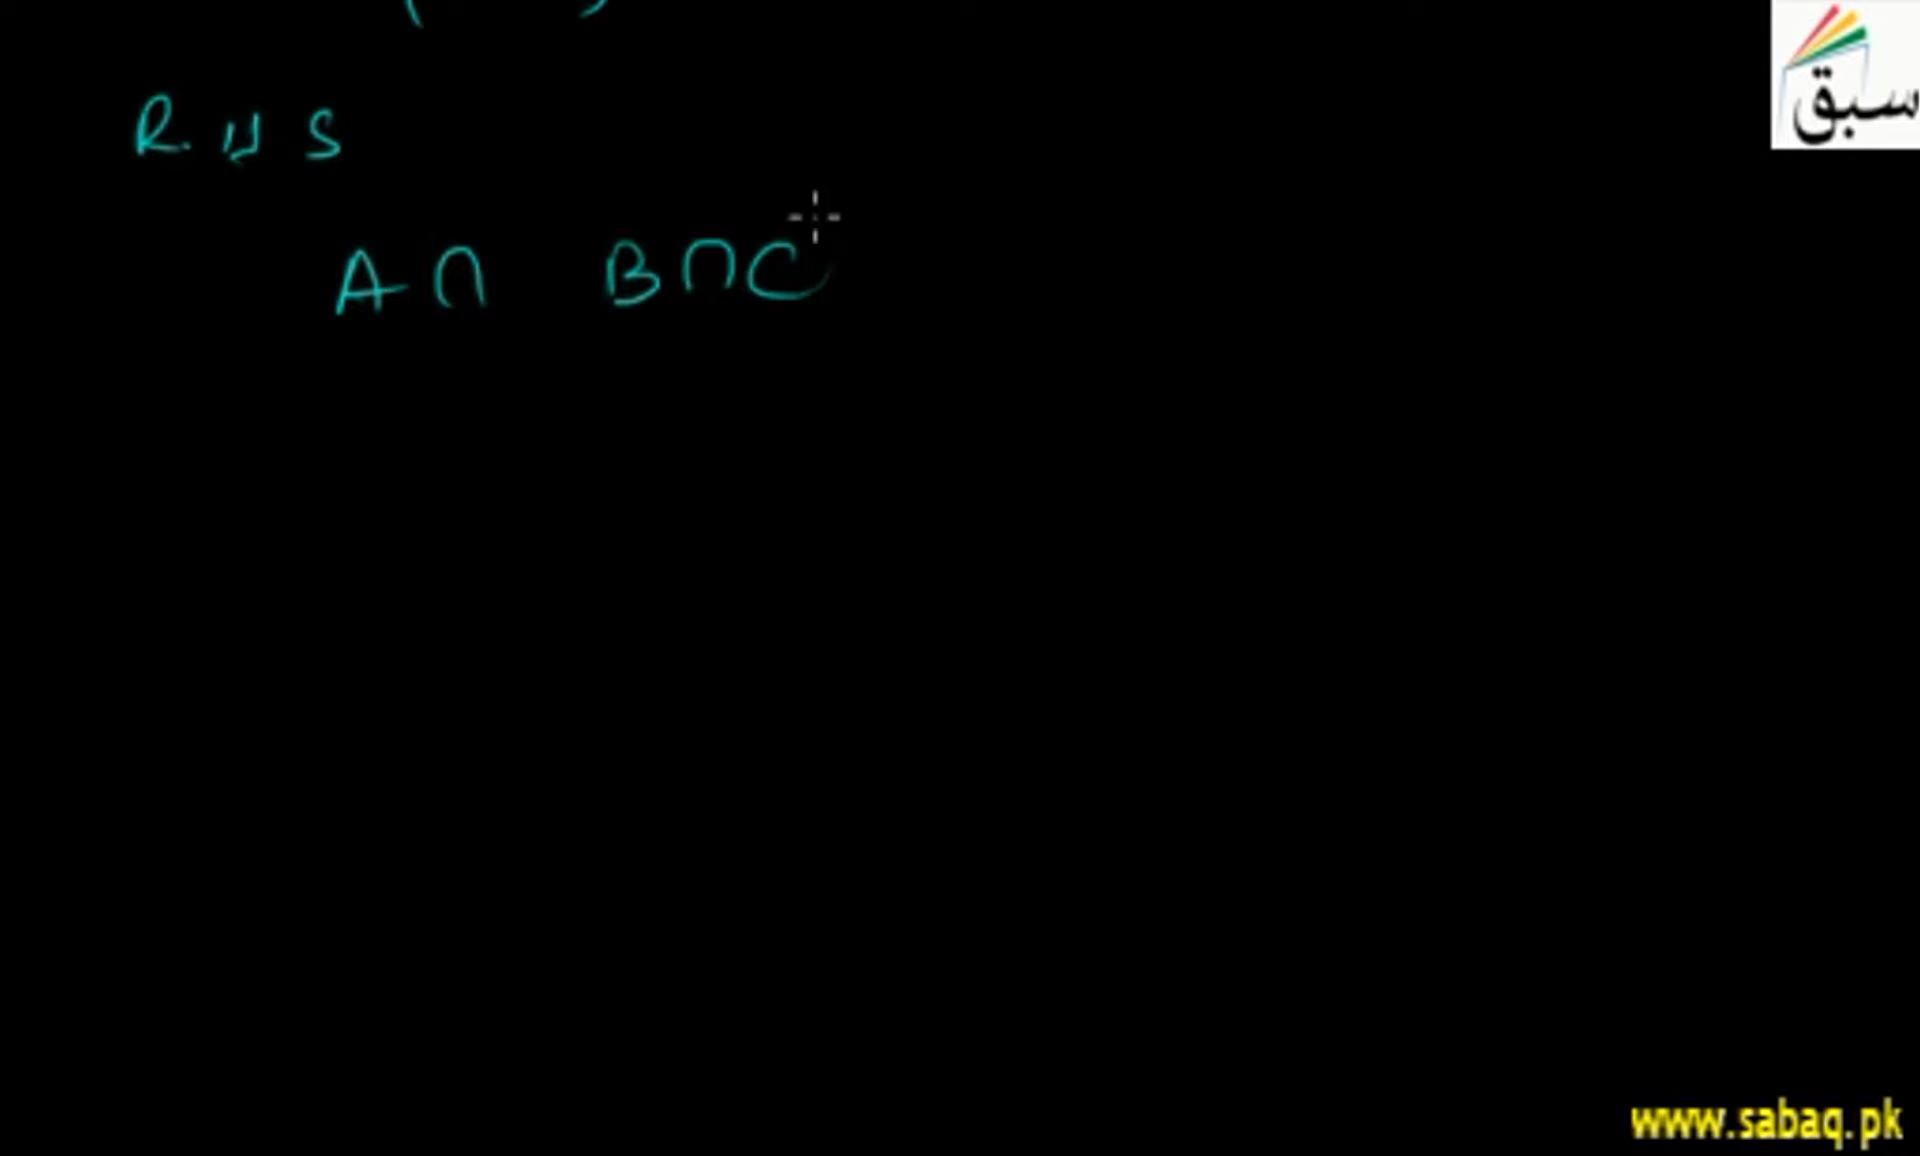 سبق
R.H S
A ∩ B ∩ C
www.sabaq.pk